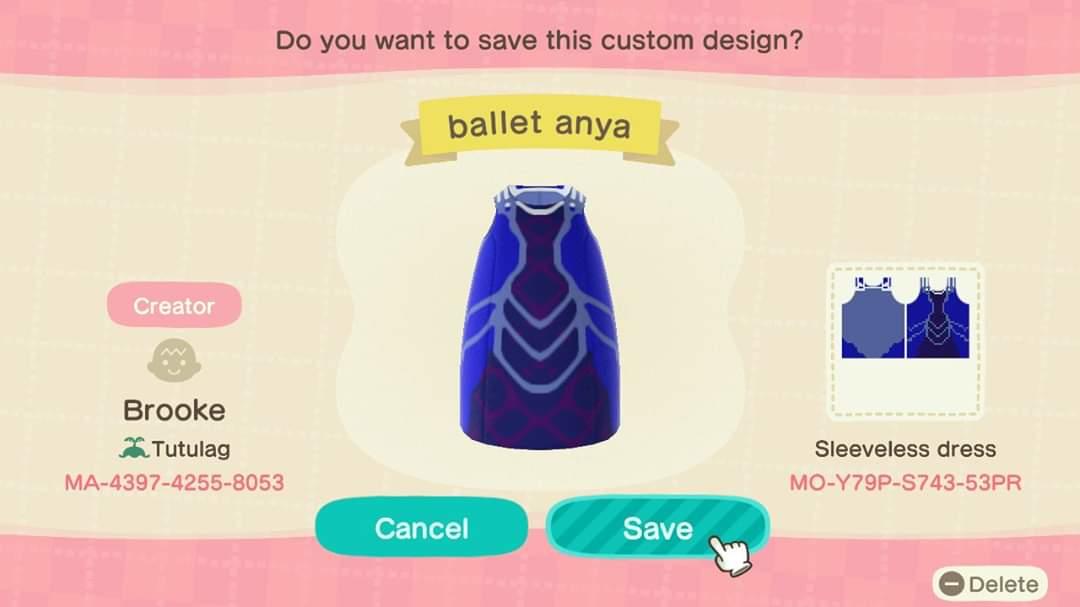 Do you want to save this custom design?
ballet anya
Creator
Brooke
Tutulag
MA-4397-4255-8053
Sleeveless dress
MO-Y79P-S743-53PR
Cancel
Save
Delete